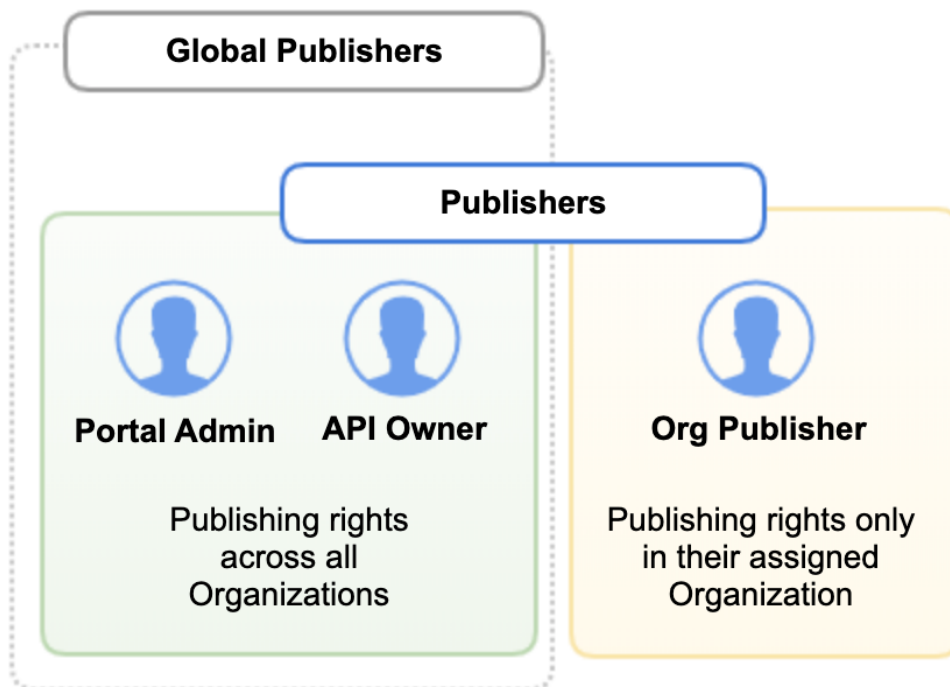 Global Publishers
Publishers
Portal Admin
API Owner
Org Publisher
Publishing rights
across all
Organizations
Publishing rights only
in their assigned
Organization